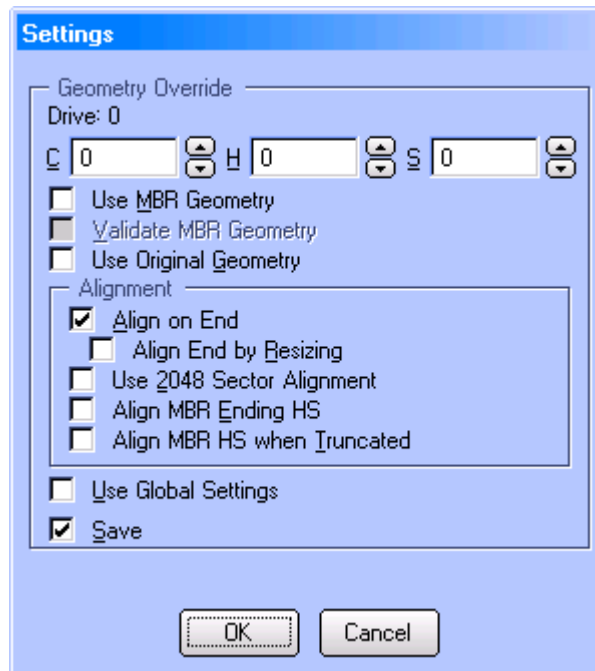 Settings
Geometry Override
Drive: 0
C 0 H 0 S 0
Use MBR Geometry
Validate MBR Geometry
Use Original Geometry
Alignment
Align on End
Align End by Resizing
Use 2048 Sector Alignment
Align MBR Ending HS
Align MBR HS when Truncated
Use Global Settings
Save
OK Cancel